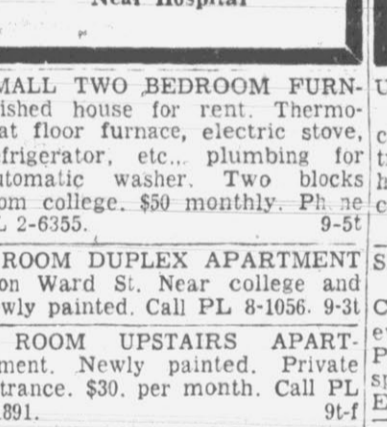 Near Hospital
MALL TWO BEDROOM FURN-
ished house for rent. Thermo-
at floor furnace, electric stove,
efrigerator, etc... plumbing for
utomatic washer. Two blocks
om college. $50 monthly. Ph ne
L 2-6355. 9-5t
ROOM DUPLEX APARTMENT
on Ward St. Near college and
wly painted. Call PL 8-1056. 9-3t
ROOM UPSTAIRS APART-
ment. Newly painted. Private
trance. $30. per month. Call PL
891. 9t-f